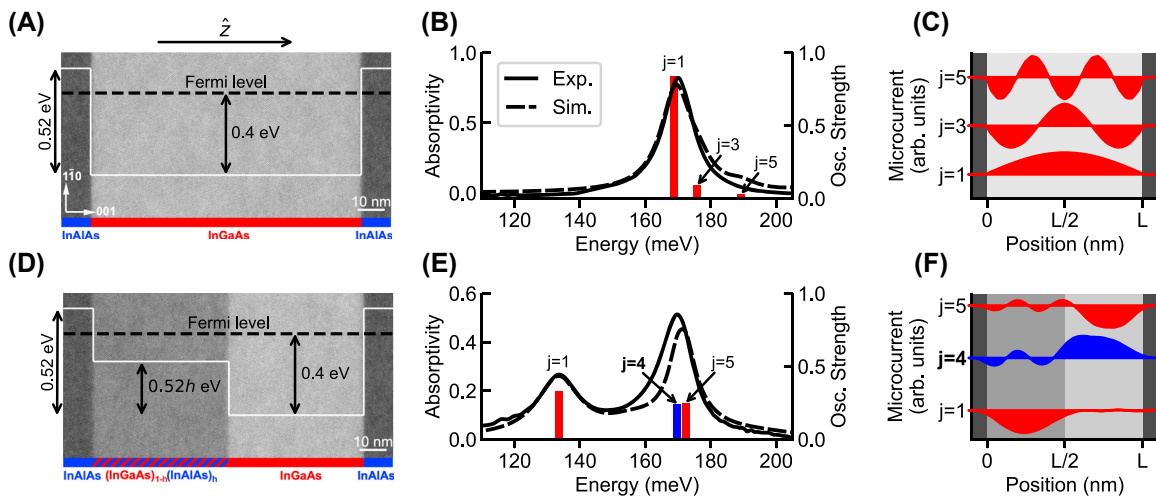 (A)
ẑ
Fermi level
0.52 eV
0.4 eV
1ī0
001
10 nm
InAlAs
InGaAs
InAlAs
(B)
Absorptivity
1.0
0.5
0.0
Exp.
Sim.
j=1
j=3
j=5
1.0
0.5
0.0
Osc. Strength
120 140 160 180 200
Energy (meV)
(C)
Microcurrent
(arb. units)
j=5
j=3
j=1
0 L/2 L
Position (nm)
(D)
Fermi level
0.52 eV
0.52h eV
0.4 eV
10 nm
InAlAs
(InGaAs)1-h(InAlAs)h
InGaAs
InAlAs
(E)
Absorptivity
0.6
0.4
0.2
0.0
j=1
j=4
j=5
1.0
0.5
0.0
Osc. Strength
120 140 160 180 200
Energy (meV)
(F)
Microcurrent
(arb. units)
j=5
j=4
j=1
0 L/2 L
Position (nm)